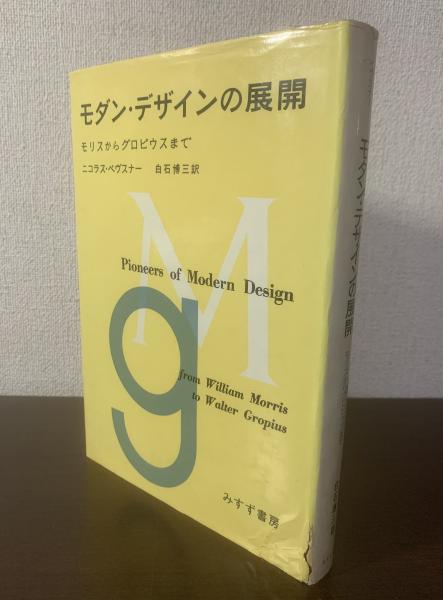 モダン・デザインの展開
モリスからグロピウスまで
ニコラス・ペヴスナー 白石博三訳
M
Pioneers of Modern Design
g
from William Morris
to Walter Gropius
みすず書房
モダン・デザインの展開